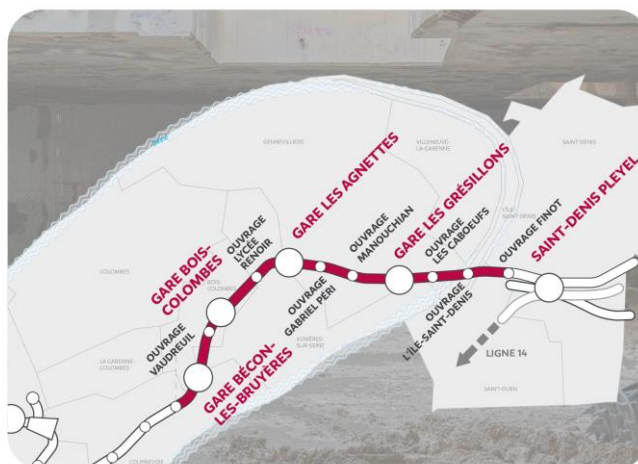 GENNEVILLIERS
VILLENEUVE-
LA-GARENNE
SAINT-DENIS
L'ÎLE-
SAINT-DENIS
GARE LES AGNETTES
GARE LES GRÉSILLONS
SAINT-DENIS PLEYEL
OUVRAGE
LYCÉE
RENOIR
OUVRAGE
MANOUCHIAN
OUVRAGE
LES CABOEUFS
OUVRAGE FINOT
GARE BOIS-
COLOMBES
COLOMBES
BOIS-
COLOMBES
OUVRAGE
GABRIEL PÉRI
OUVRAGE
L'ÎLE-SAINT-DENIS
OUVRAGE
VAUDREUIL
ASNIÈRES-
SUR-SEINE
LA GARENNE-
COLOMBES
GARE BÉCON-
LES-BRUYÈRES
LIGNE 14
SAINT-OUEN
COURBEVOIE